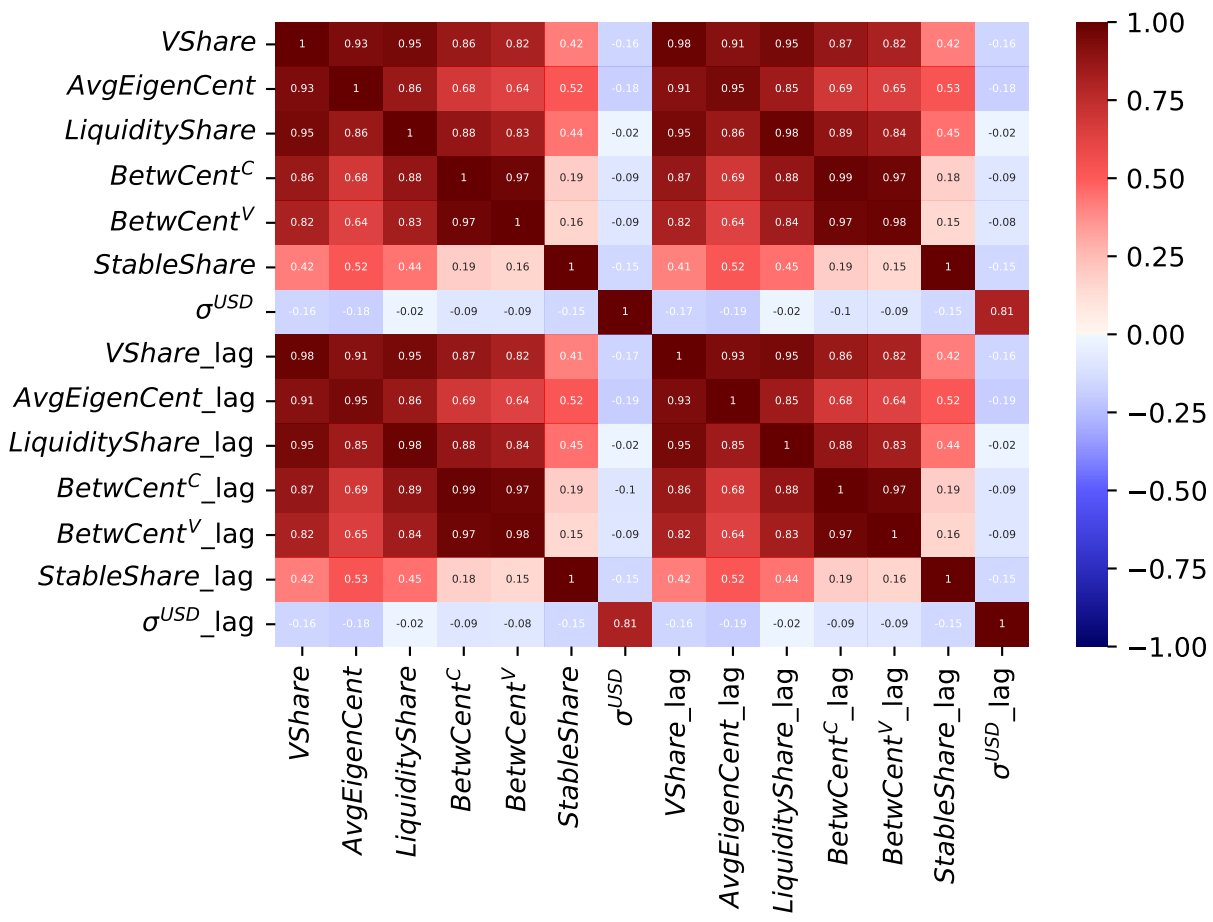 VShare 1 0.93 0.95 0.86 0.82 0.42 -0.16 0.98 0.91 0.95 0.87 0.82 0.42 -0.16
AvgEigenCent 0.93 1 0.86 0.68 0.64 0.52 -0.18 0.91 0.95 0.85 0.69 0.65 0.53 -0.18
LiquidityShare 0.95 0.86 1 0.88 0.83 0.44 -0.02 0.95 0.86 0.98 0.89 0.84 0.45 -0.02
BetwCent^C 0.86 0.68 0.88 1 0.97 0.19 -0.09 0.87 0.69 0.88 0.99 0.97 0.18 -0.09
BetwCent^V 0.82 0.64 0.83 0.97 1 0.16 -0.09 0.82 0.64 0.84 0.97 0.98 0.15 -0.08
StableShare 0.42 0.52 0.44 0.19 0.16 1 -0.15 0.41 0.52 0.45 0.19 0.15 1 -0.15
σ^USD -0.16 -0.18 -0.02 -0.09 -0.09 -0.15 1 -0.17 -0.19 -0.02 -0.1 -0.09 -0.15 0.81
VShare_lag 0.98 0.91 0.95 0.87 0.82 0.41 -0.17 1 0.93 0.95 0.86 0.82 0.42 -0.16
AvgEigenCent_lag 0.91 0.95 0.86 0.69 0.64 0.52 -0.19 0.93 1 0.85 0.68 0.64 0.52 -0.19
LiquidityShare_lag 0.95 0.85 0.98 0.88 0.84 0.45 -0.02 0.95 0.85 1 0.88 0.83 0.44 -0.02
BetwCent^C_lag 0.87 0.69 0.89 0.99 0.97 0.19 -0.1 0.86 0.68 0.88 1 0.97 0.19 -0.09
BetwCent^V_lag 0.82 0.65 0.84 0.97 0.98 0.15 -0.09 0.82 0.64 0.83 0.97 1 0.16 -0.09
StableShare_lag 0.42 0.53 0.45 0.18 0.15 1 -0.15 0.42 0.52 0.44 0.19 0.16 1 -0.15
σ^USD_lag -0.16 -0.18 -0.02 -0.09 -0.08 -0.15 0.81 -0.16 -0.19 -0.02 -0.09 -0.09 -0.15 1
VShare
AvgEigenCent
LiquidityShare
BetwCent^C
BetwCent^V
StableShare
σ^USD
VShare_lag
AvgEigenCent_lag
LiquidityShare_lag
BetwCent^C_lag
BetwCent^V_lag
StableShare_lag
σ^USD_lag
1.00
0.75
0.50
0.25
0.00
−0.25
−0.50
−0.75
−1.00